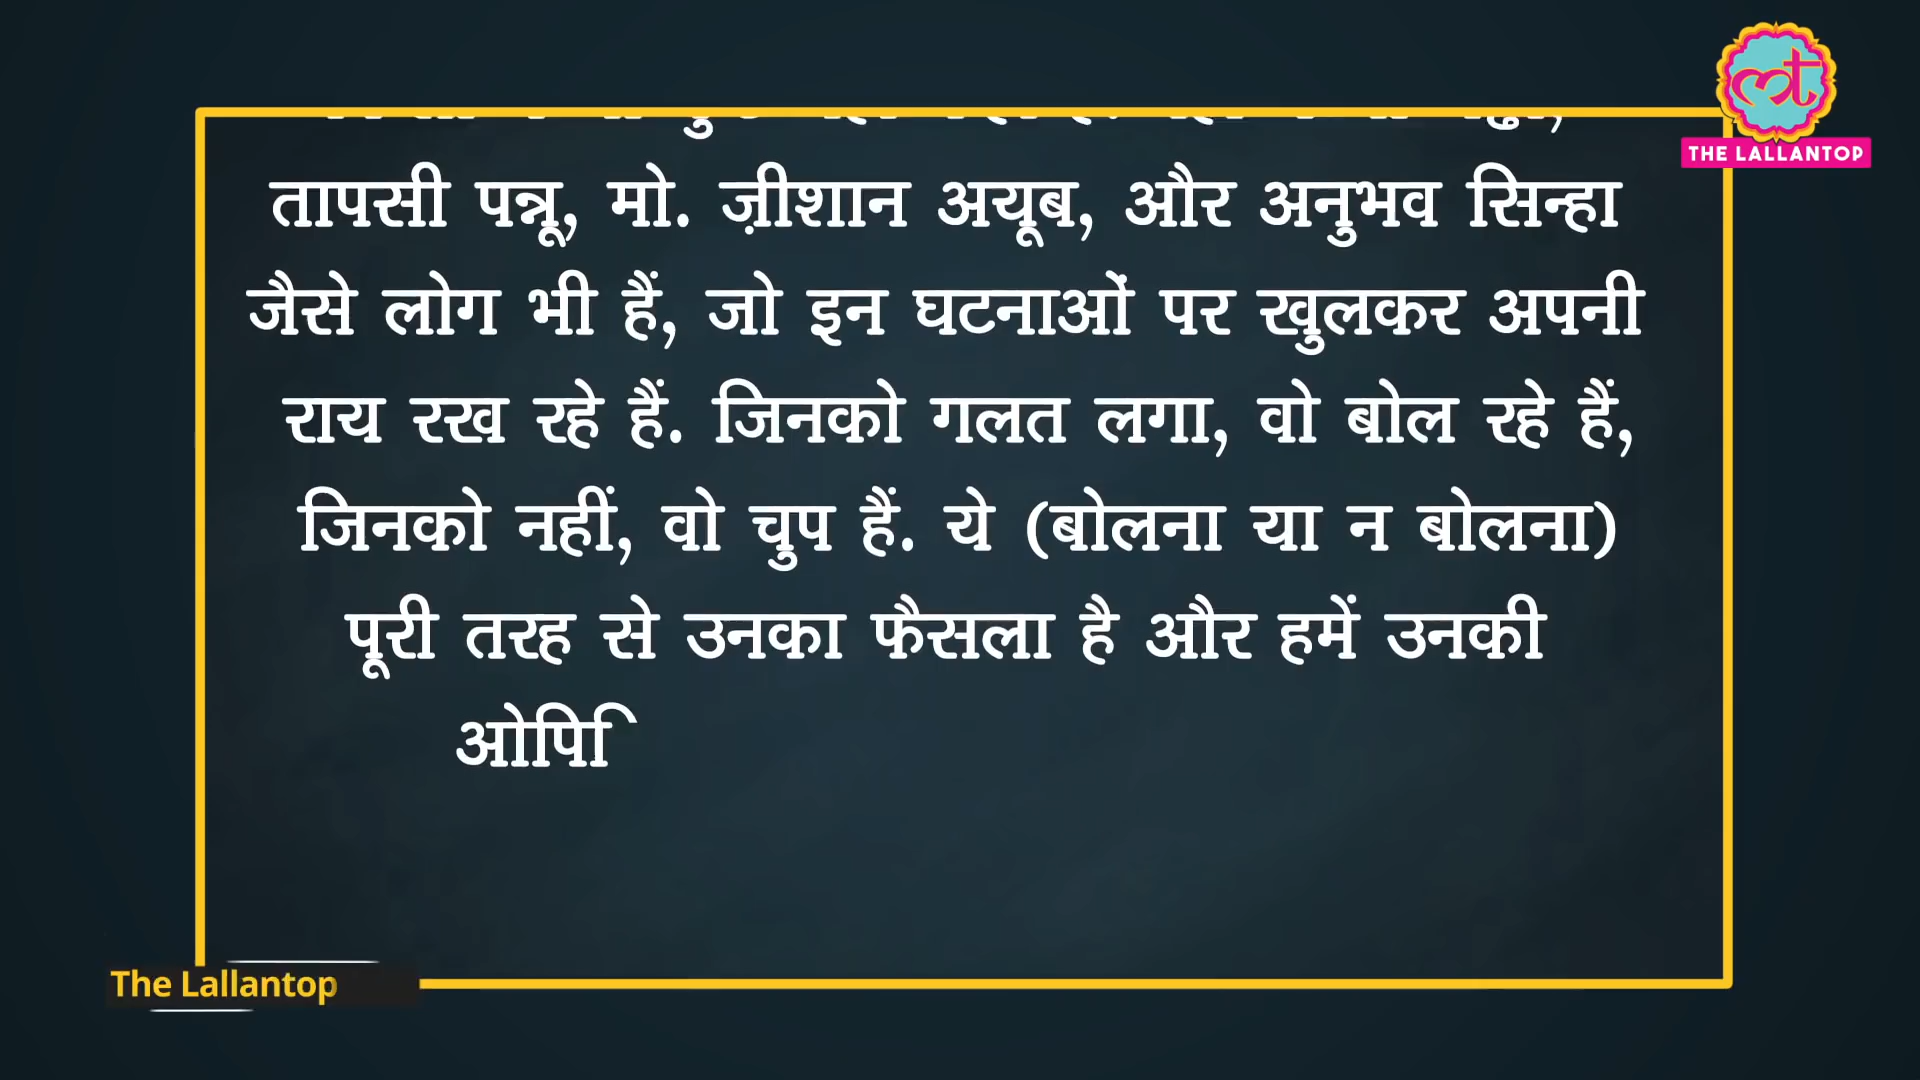 THE LALLANTOP
तापसी पन्नू, मो. ज़ीशान अयूब, और अनुभव सिन्हा
जैसे लोग भी हैं, जो इन घटनाओं पर खुलकर अपनी
राय रख रहे हैं. जिनको गलत लगा, वो बोल रहे हैं,
जिनको नहीं, वो चुप हैं. ये (बोलना या न बोलना)
पूरी तरह से उनका फैसला है और हमें उनकी
The Lallantop